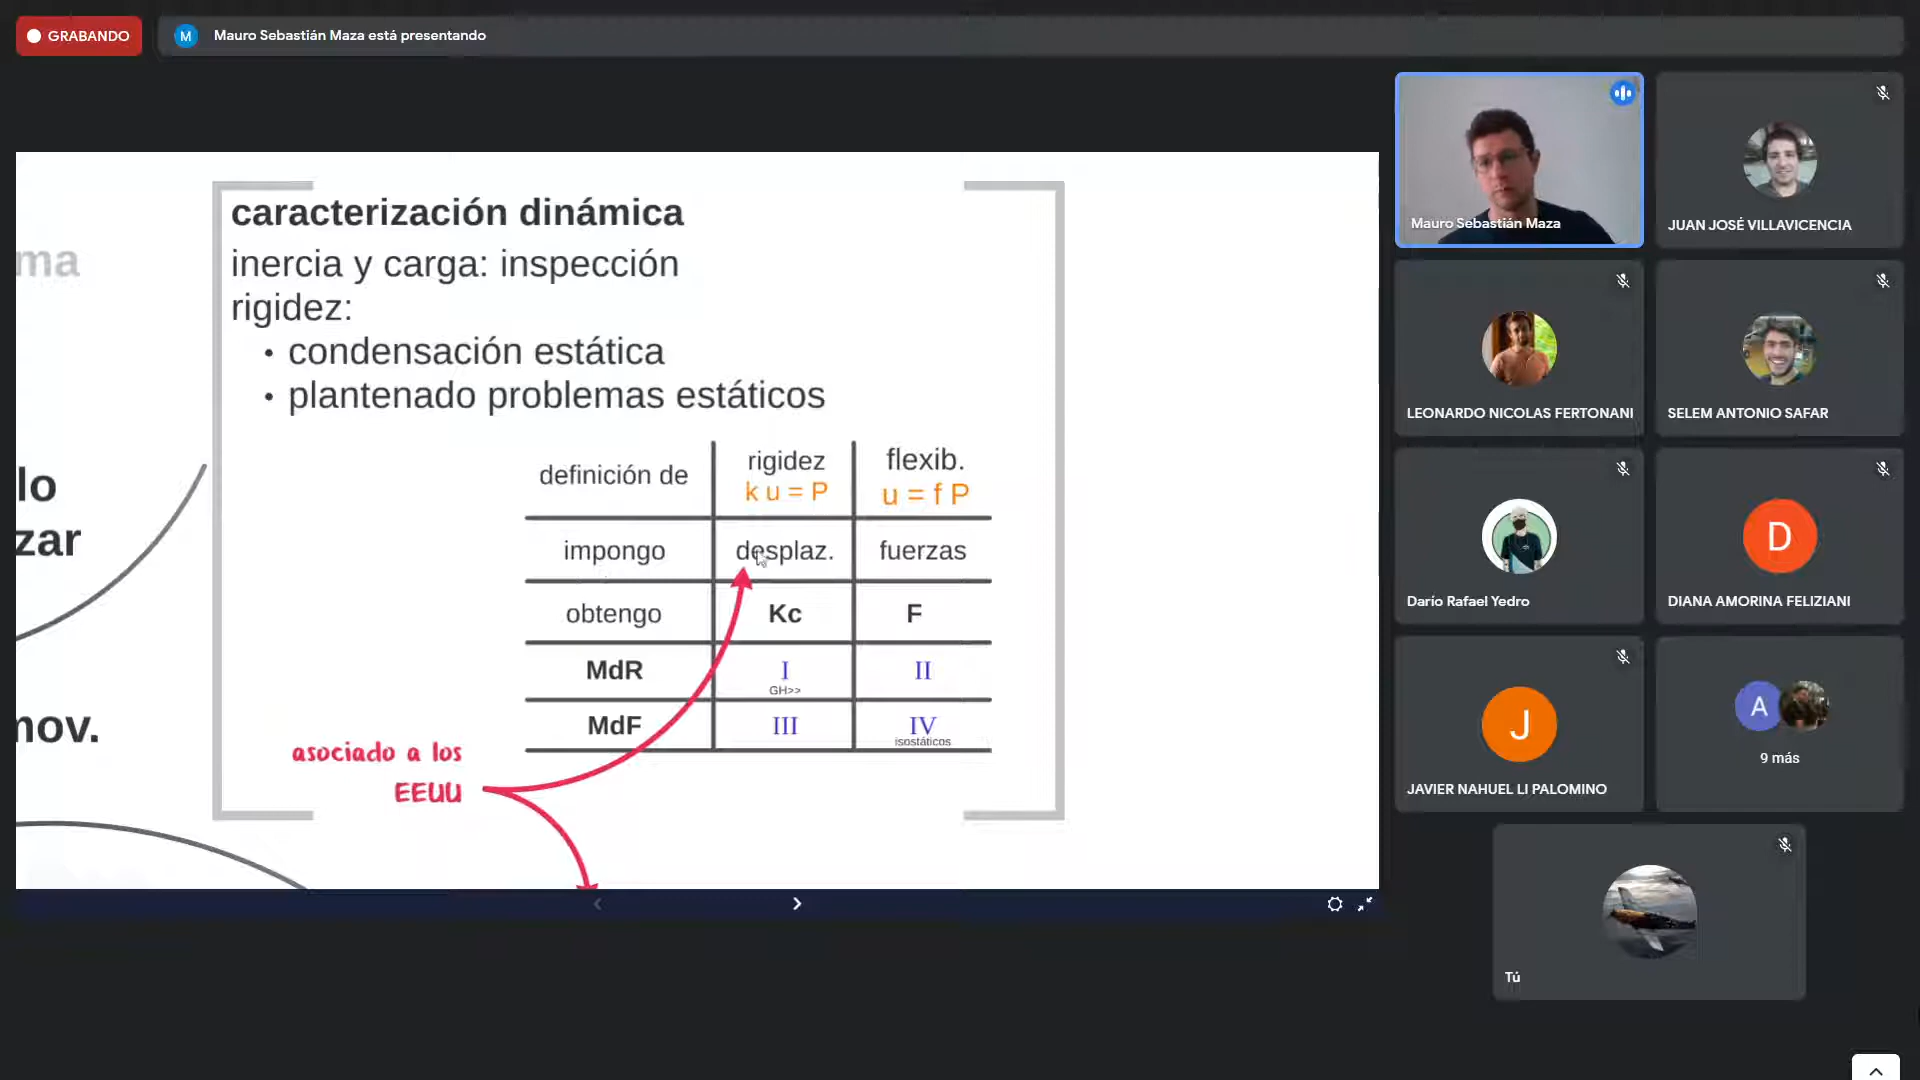 GRABANDO
M
Mauro Sebastián Maza está presentando
ma
lo
zar
nov.
caracterización dinámica
inercia y carga: inspección
rigidez:
• condensación estática
• plantenado problemas estáticos
definición de
rigidez
k u = P
flexib.
u = f P
impongo
desplaz.
fuerzas
obtengo
Kc
F
MdR
I
GH>>
II
MdF
III
IV
isostáticos
asociado a los
EEUU
Mauro Sebastián Maza
JUAN JOSÉ VILLAVICENCIA
LEONARDO NICOLAS FERTONANI
SELEM ANTONIO SAFAR
Darío Rafael Yedro
D
DIANA AMORINA FELIZIANI
J
JAVIER NAHUEL LI PALOMINO
A
9 más
Tú